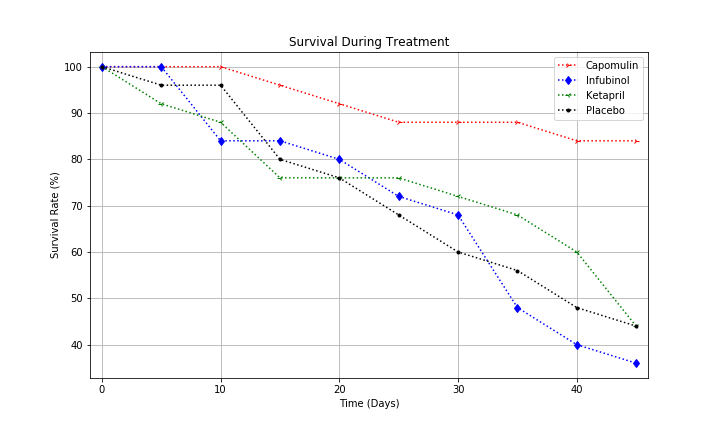 Survival During Treatment
Capomulin
Infubinol
Ketapril
Placebo
Survival Rate (%)
100
90
80
70
60
50
40
0 10 20 30 40
Time (Days)